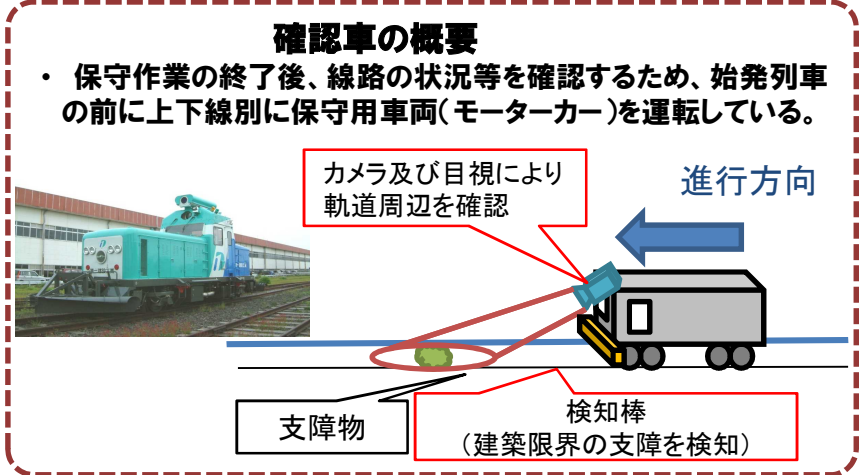 確認車の概要
・ 保守作業の終了後、線路の状況等を確認するため、始発列車
の前に上下線別に保守用車両(モーターカー)を運転している。
カメラ及び目視により
軌道周辺を確認
進行方向
支障物
検知棒
(建築限界の支障を検知)